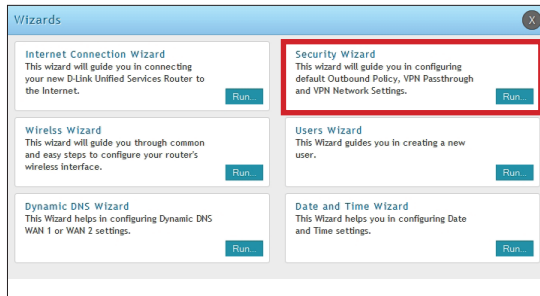 Wizards
X
Internet Connection Wizard
This wizard will guide you in connecting
your new D-Link Unified Services Router to
the Internet.
Run...
Security Wizard
This wizard will guide you in configuring
default Outbound Policy, VPN Passthrough
and VPN Network Settings.
Run...
Wirelss Wizard
This wizard will guide you through common
and easy steps to configure your router's
wireless interface.
Run...
Users Wizard
This Wizard guides you in creating a new
user.
Run...
Dynamic DNS Wizard
This Wizard helps in configuring Dynamic DNS
WAN 1 or WAN 2 settings.
Run...
Date and Time Wizard
This Wizard helps you in configuring Date
and Time settings.
Run...